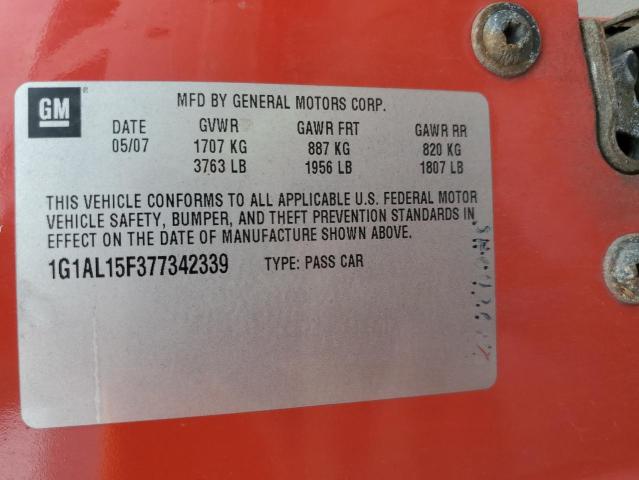 GM ®
MFD BY GENERAL MOTORS CORP.
DATE GVWR GAWR FRT GAWR RR
05/07 1707 KG 887 KG 820 KG
3763 LB 1956 LB 1807 LB
THIS VEHICLE CONFORMS TO ALL APPLICABLE U.S. FEDERAL MOTOR
VEHICLE SAFETY, BUMPER, AND THEFT PREVENTION STANDARDS IN
EFFECT ON THE DATE OF MANUFACTURE SHOWN ABOVE.
1G1AL15F377342339 TYPE: PASS CAR